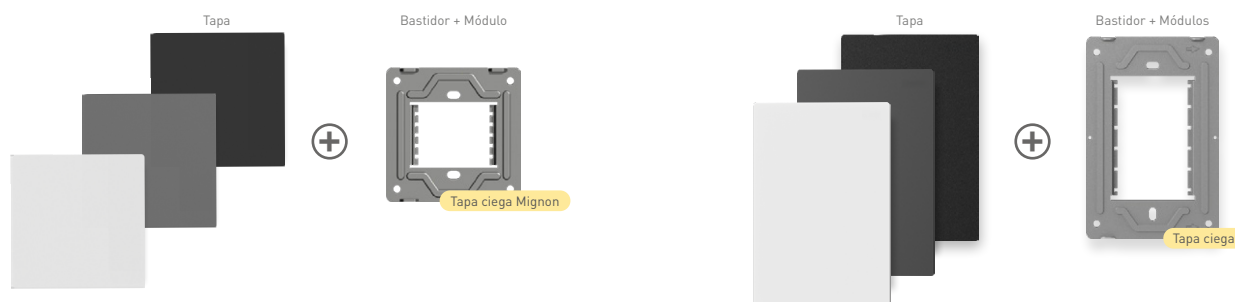 Tapa
Bastidor + Módulo
Tapa ciega Mignon
Tapa
Bastidor + Módulos
Tapa ciega